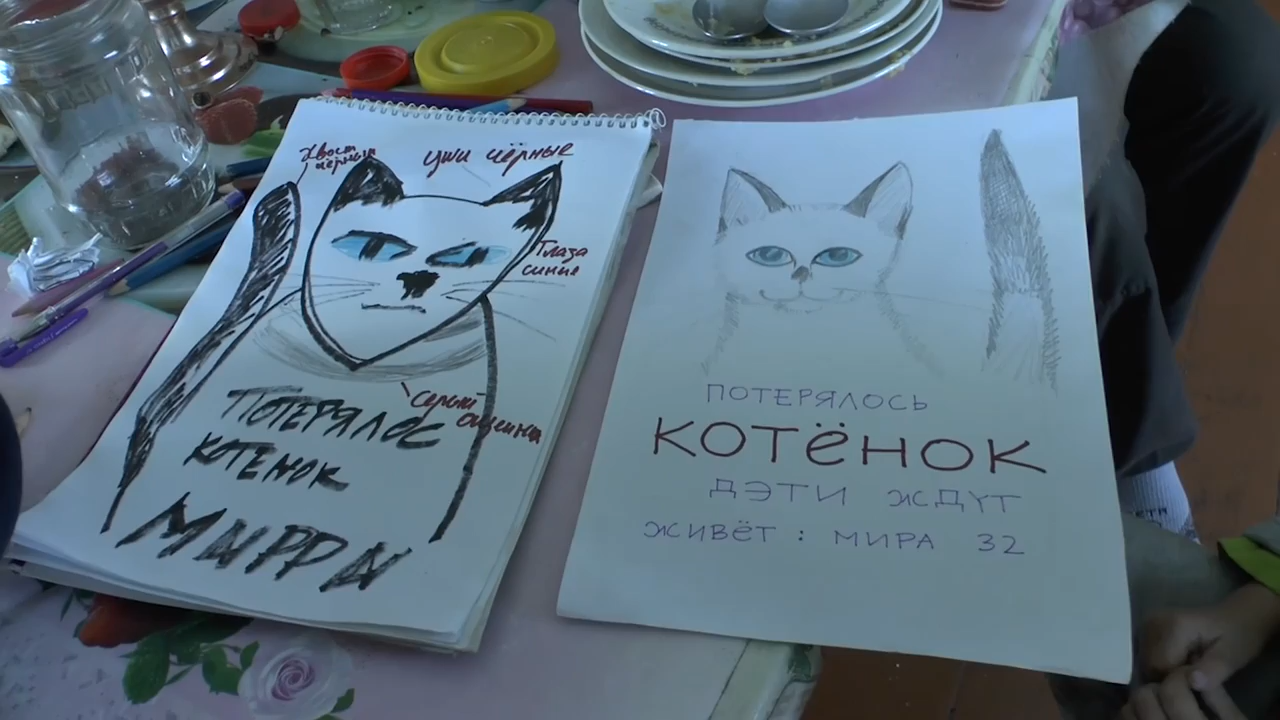 хвост
чёрный
уши чёрные
Глаза
синие
серый
ошейник
ПОТЕРЯЛОС
КОТЕНОК
МИРРА
ПОТЕРЯЛОСЬ
КОТЁНОК
ДЭТИ ЖДУТ
ЖИВЁТ : МИРА 32